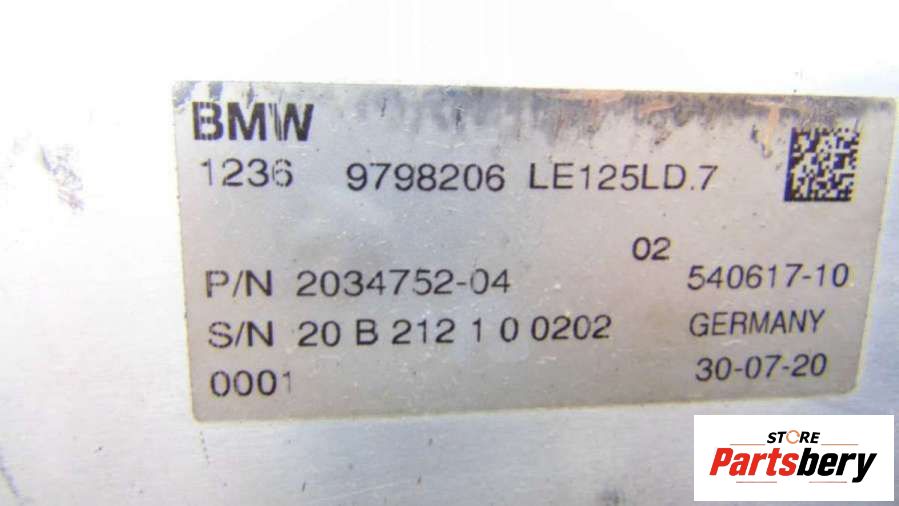 BMW
1236 9798206 LE125LD.7
02
P/N 2034752-04 540617-10
S/N 20 B 212 1 0 0202 GERMANY
0001 30-07-20
STORE
Partsbery